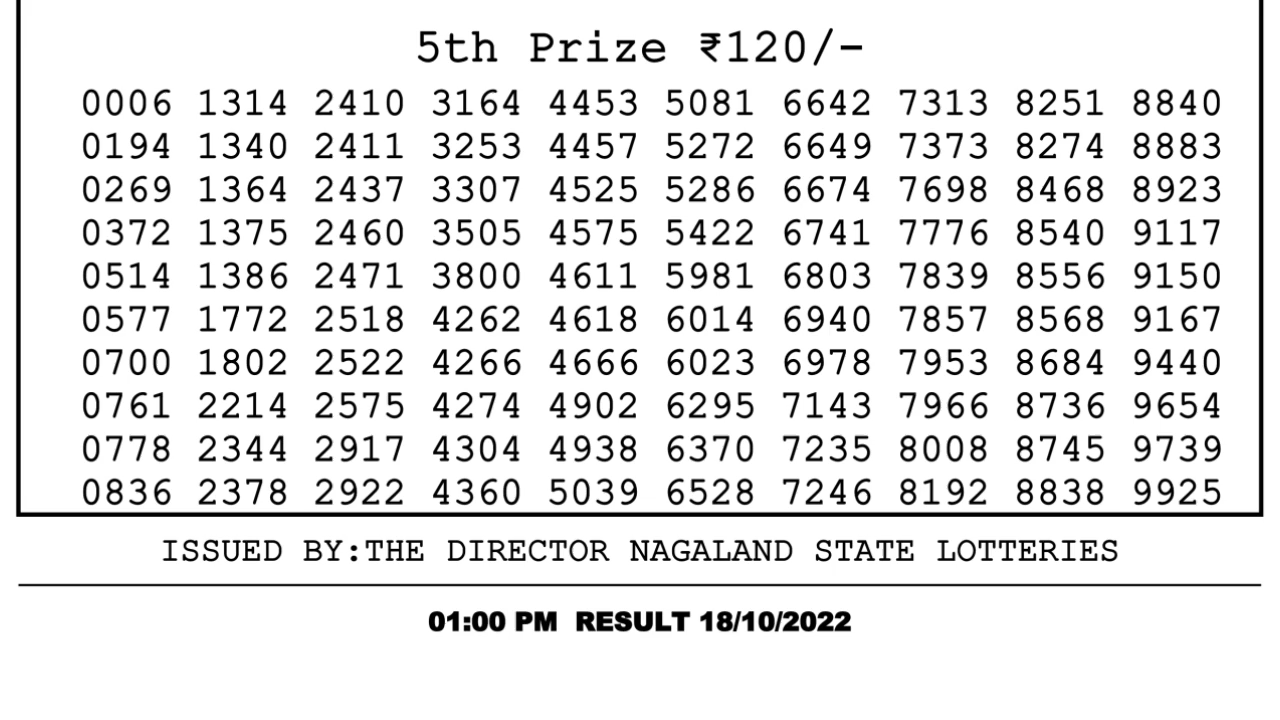 5th Prize ₹120/-
0006 1314 2410 3164 4453 5081 6642 7313 8251 8840
0194 1340 2411 3253 4457 5272 6649 7373 8274 8883
0269 1364 2437 3307 4525 5286 6674 7698 8468 8923
0372 1375 2460 3505 4575 5422 6741 7776 8540 9117
0514 1386 2471 3800 4611 5981 6803 7839 8556 9150
0577 1772 2518 4262 4618 6014 6940 7857 8568 9167
0700 1802 2522 4266 4666 6023 6978 7953 8684 9440
0761 2214 2575 4274 4902 6295 7143 7966 8736 9654
0778 2344 2917 4304 4938 6370 7235 8008 8745 9739
0836 2378 2922 4360 5039 6528 7246 8192 8838 9925
ISSUED BY:THE DIRECTOR NAGALAND STATE LOTTERIES
01:00 PM RESULT 18/10/2022